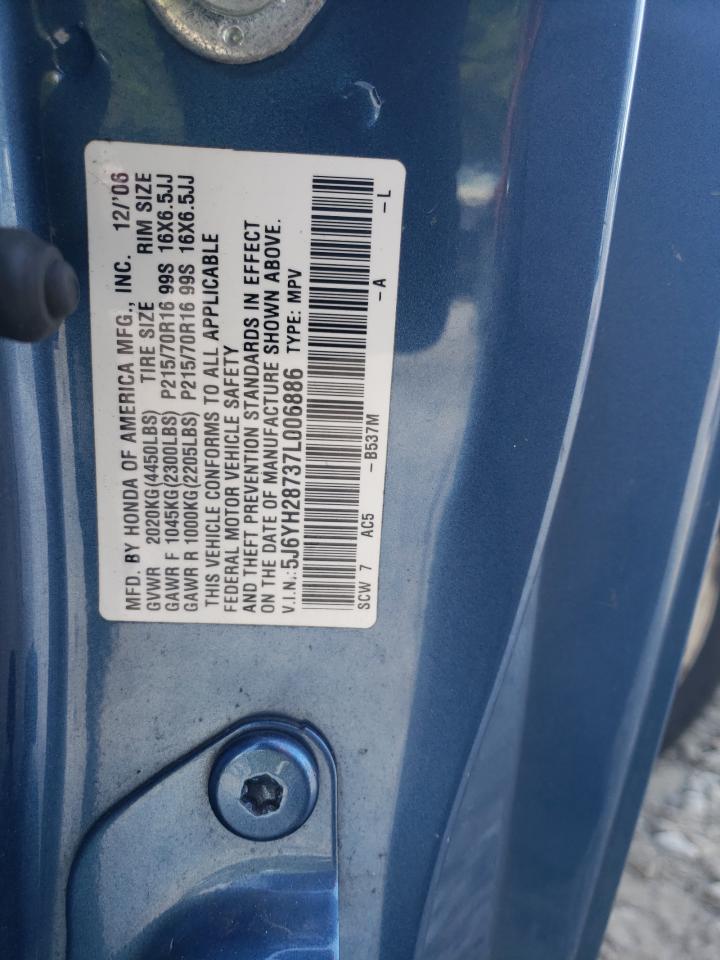 MFD. BY HONDA OF AMERICA MFG., INC. 12/'06
GVWR 2020KG(4450LBS) TIRE SIZE RIM SIZE
GAWR F 1045KG(2300LBS) P215/70R16 99S 16X6.5JJ
GAWR R 1000KG(2205LBS) P215/70R16 99S 16X6.5JJ
THIS VEHICLE CONFORMS TO ALL APPLICABLE
FEDERAL MOTOR VEHICLE SAFETY
AND THEFT PREVENTION STANDARDS IN EFFECT
ON THE DATE OF MANUFACTURE SHOWN ABOVE.
V.I.N.: 5J6YH28737L006886 TYPE: MPV
SCW 7 AC5 -B537M -A -L